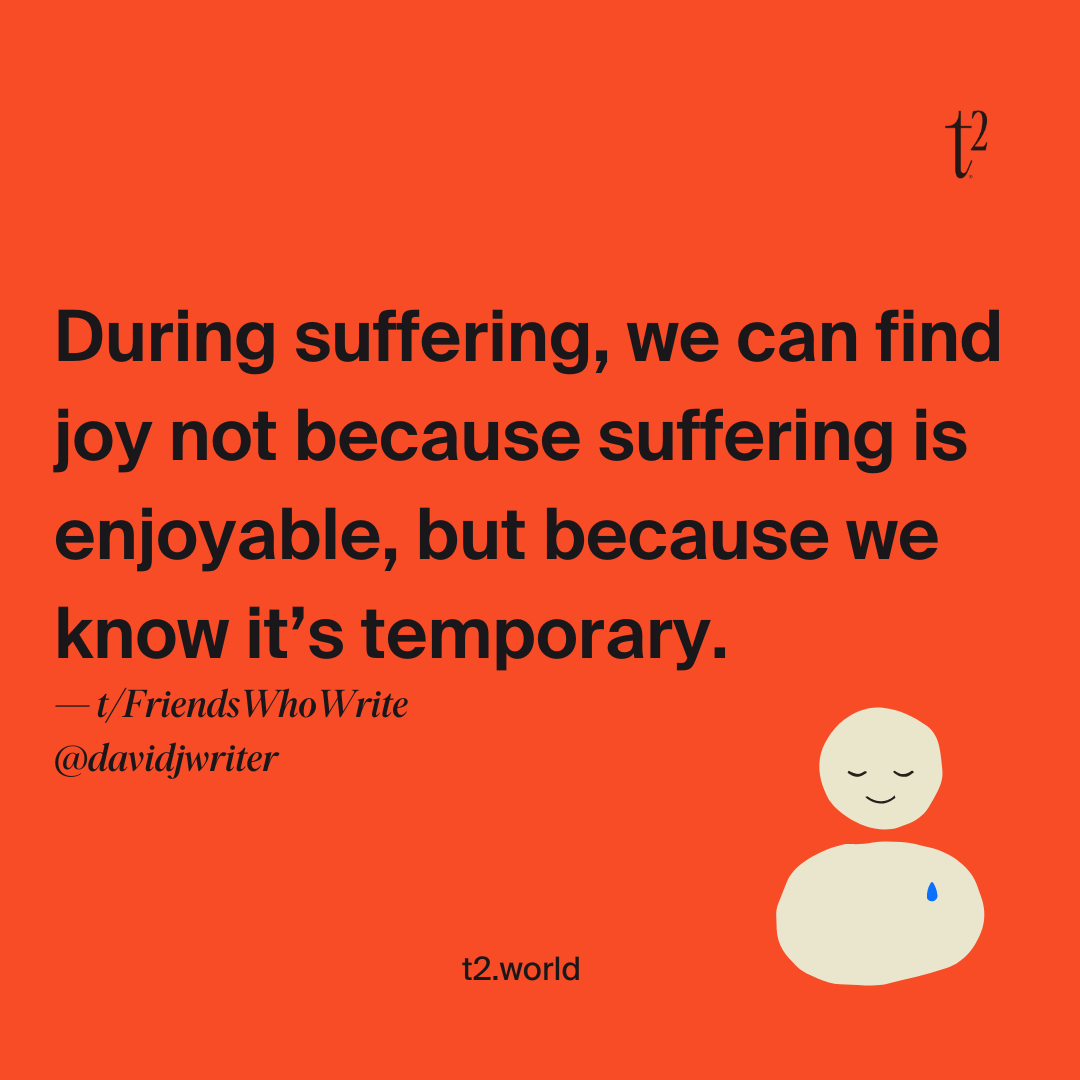 t²
During suffering, we can find
joy not because suffering is
enjoyable, but because we
know it’s temporary.
— t/FriendsWhoWrite
@davidjwriter
t2.world